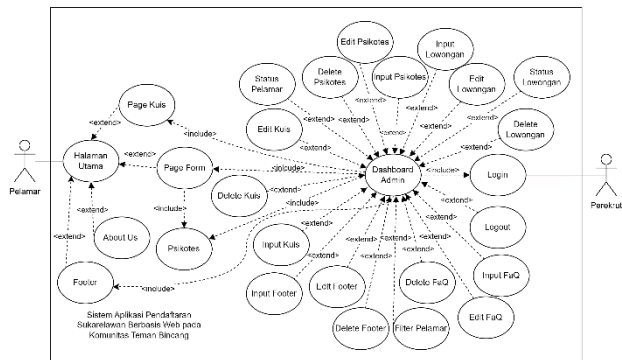 Edit Psikotes
Input
Lowongan
Status
Pelamar
Delete
Psikotes
Input Psikotes
Edit
Lowongan
Status
Lowongan
Page Kuis
<extend>
<extend>
<extend>
<extend>
<extend>
<extend>
<extend>
Edit Kuis
<extend>
<extend>
Delete
Lowongan
<extend>
<include>
Halaman
Utama
<extend>
Page Form
<include>
Dashboard
Admin
<include>
Login
Pelamar
Perekrut
Delete Kuis
<extend>
<include>
<extend>
About Us
Psikotes
<include>
<extend>
<extend>
Logout
<extend>
Input Kuis
<extend>
<extend>
<extend>
<extend>
<extend>
Input FaQ
Footer
<include>
Input Footer
Edit Footer
Delete FaQ
Edit FaQ
Delete Footer
Filter Pelamar
Sistem Aplikasi Pendaftaran
Sukarelawan Berbasis Web pada
Komunitas Teman Bincang